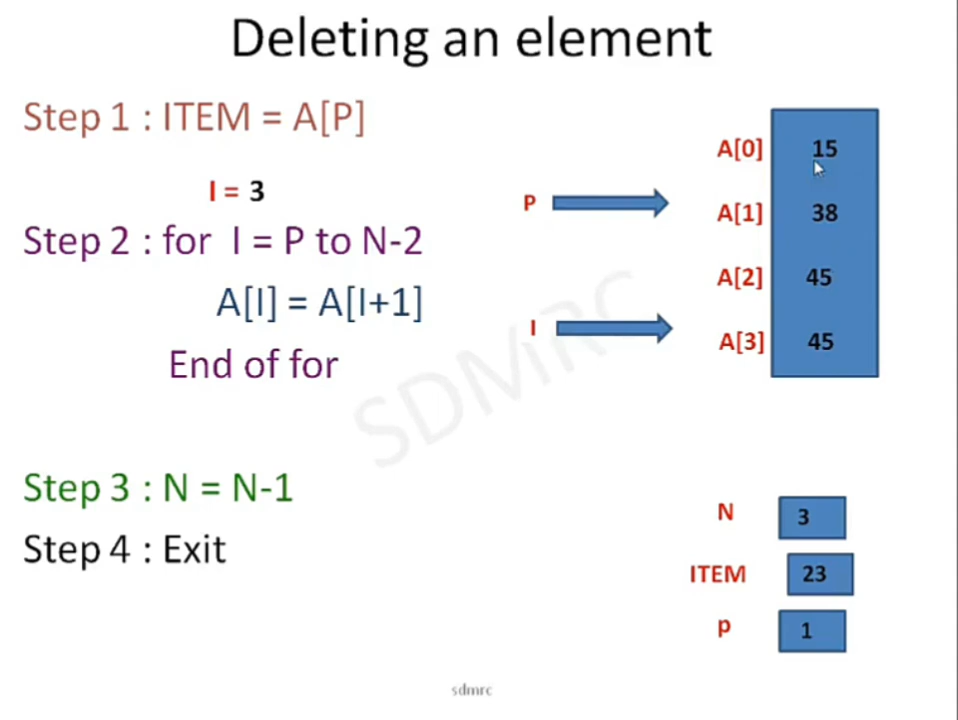 Deleting an element
Step 1 : ITEM = A[P]
I = 3
Step 2 : for I = P to N-2
A[I] = A[I+1]
End of for
Step 3 : N = N-1
Step 4 : Exit
P
I
A[0] 15
A[1] 38
A[2] 45
A[3] 45
N 3
ITEM 23
p 1
SDMRC
sdmrc